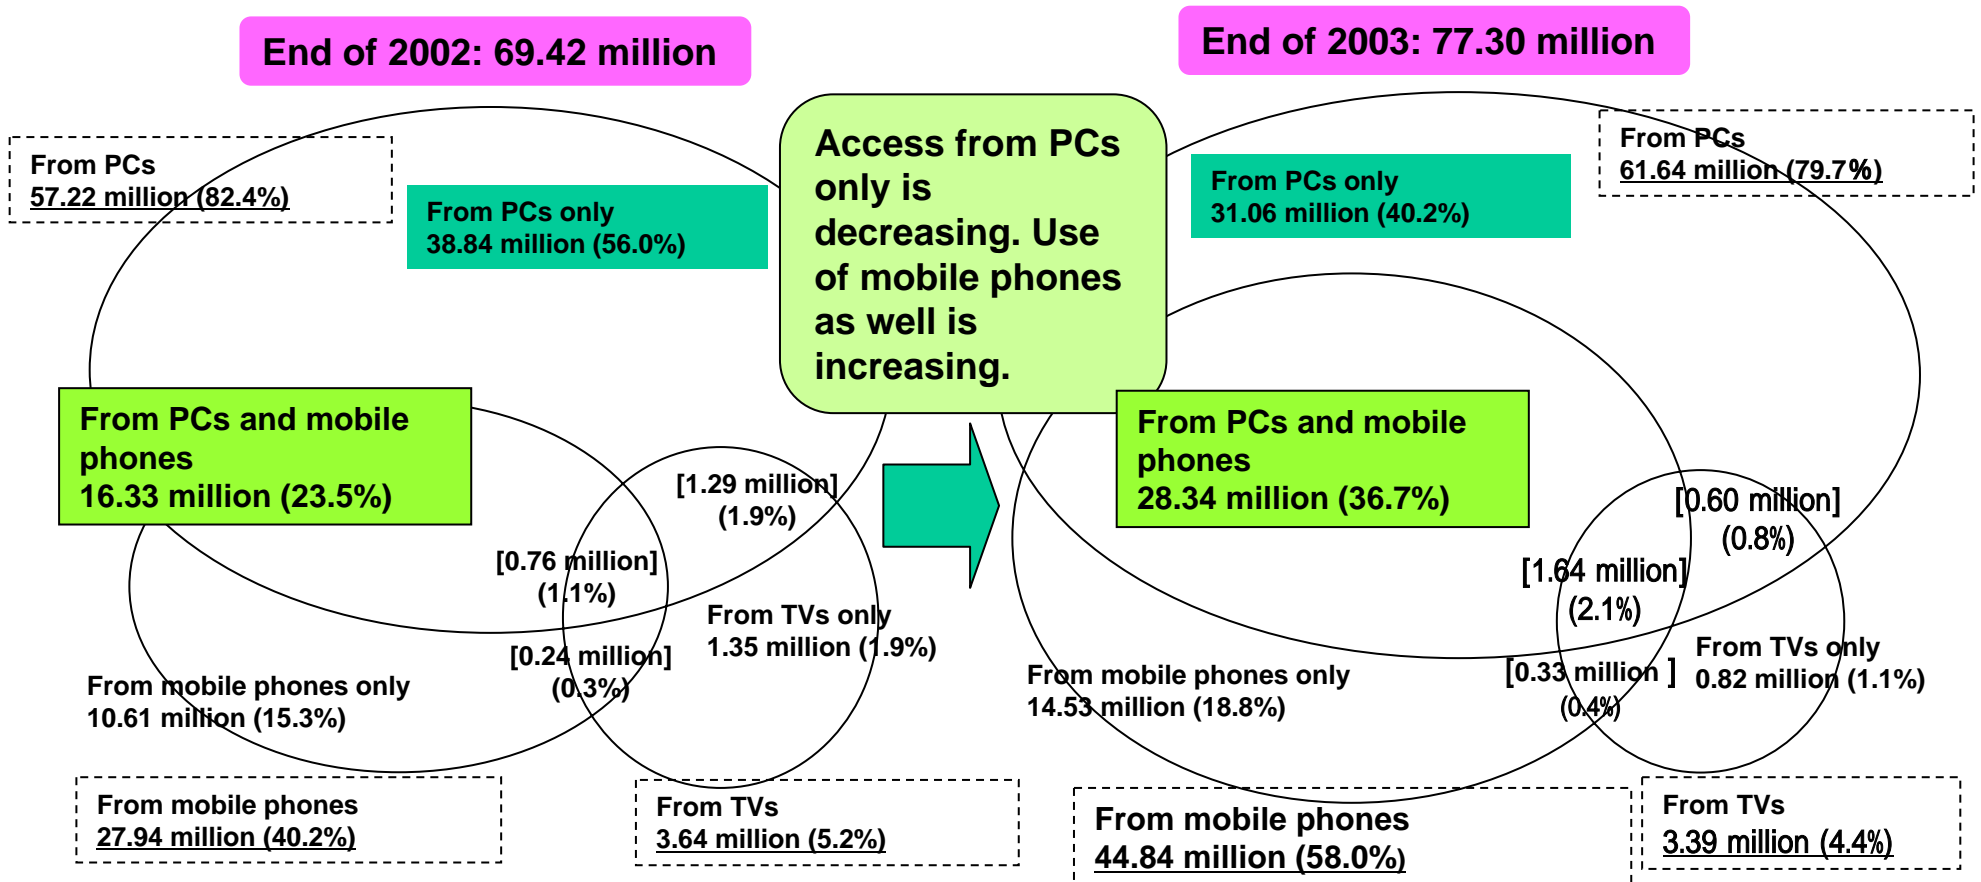 End of 2002: 69.42 million
From PCs
57.22 million (82.4%)
From PCs only
38.84 million (56.0%)
From PCs and mobile
phones
16.33 million (23.5%)
[1.29 million]
(1.9%)
[0.76 million]
(1.1%)
From TVs only
1.35 million (1.9%)
[0.24 million]
(0.3%)
From mobile phones only
10.61 million (15.3%)
From mobile phones
27.94 million (40.2%)
From TVs
3.64 million (5.2%)
Access from PCs
only is
decreasing. Use
of mobile phones
as well is
increasing.
End of 2003: 77.30 million
From PCs
61.64 million (79.7%)
From PCs only
31.06 million (40.2%)
From PCs and mobile
phones
28.34 million (36.7%)
[0.60 million]
(0.8%)
[1.64 million]
(2.1%)
From TVs only
0.82 million (1.1%)
[0.33 million ]
(0.4%)
From mobile phones only
14.53 million (18.8%)
From mobile phones
44.84 million (58.0%)
From TVs
3.39 million (4.4%)